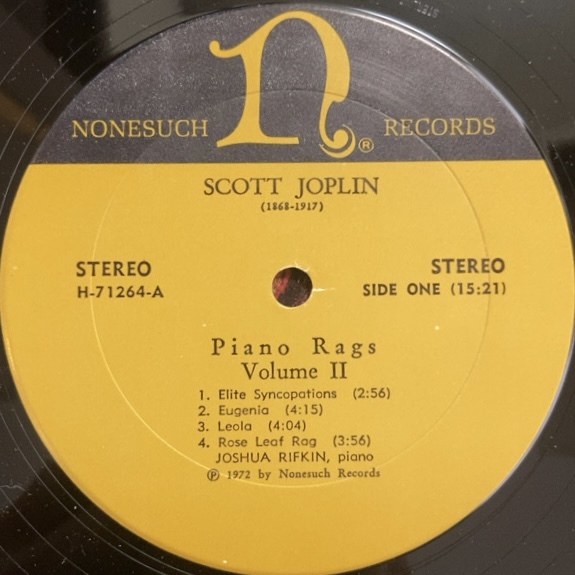 n
NONESUCH ® RECORDS
SCOTT JOPLIN
(1868-1917)
STEREO STEREO
H-71264-A SIDE ONE (15:21)
Piano Rags
Volume II
1. Elite Syncopations (2:56)
2. Eugenia (4:15)
3. Leola (4:04)
4. Rose Leaf Rag (3:56)
JOSHUA RIFKIN, piano
℗ 1972 by Nonesuch Records